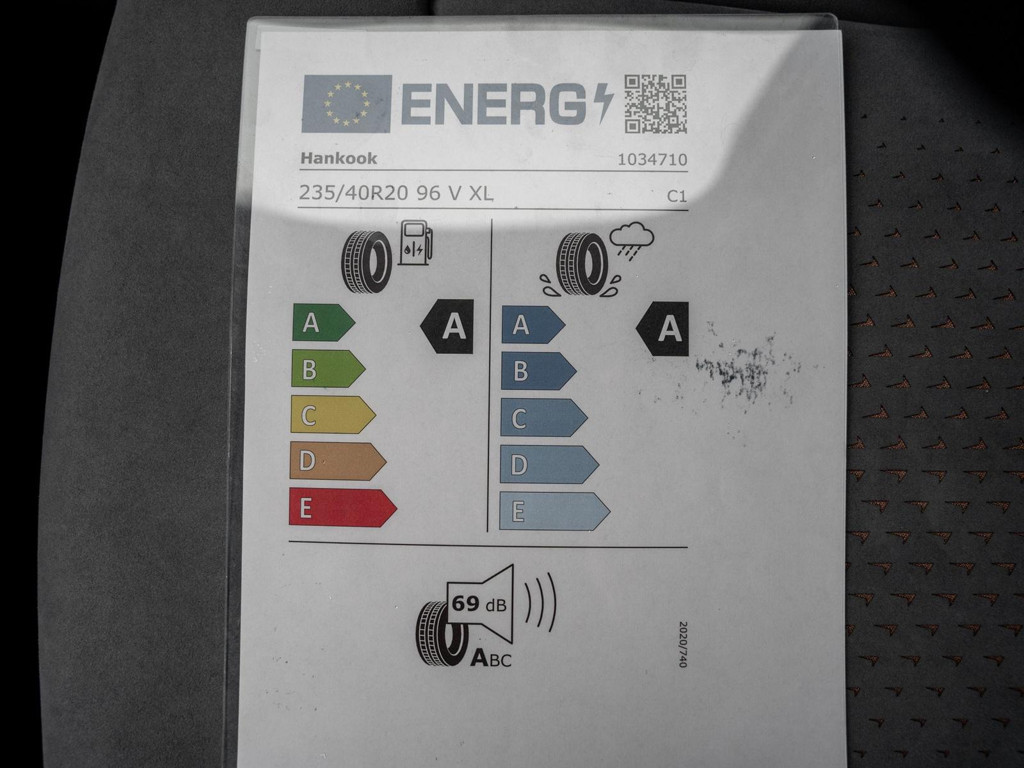 ENERG
Hankook 1034710
235/40R20 96 V XL C1
A A
B
C
D
E
A A
B
C
D
E
69 dB
ABC
2020/740